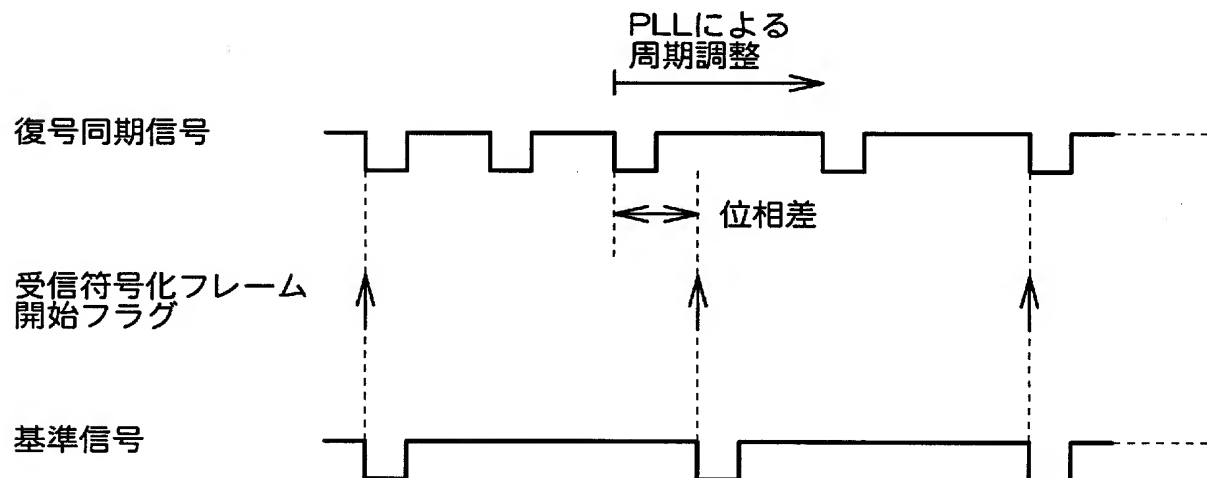 PLLによる
周期調整
復号同期信号
位相差
受信符号化フレーム
開始フラグ
基準信号